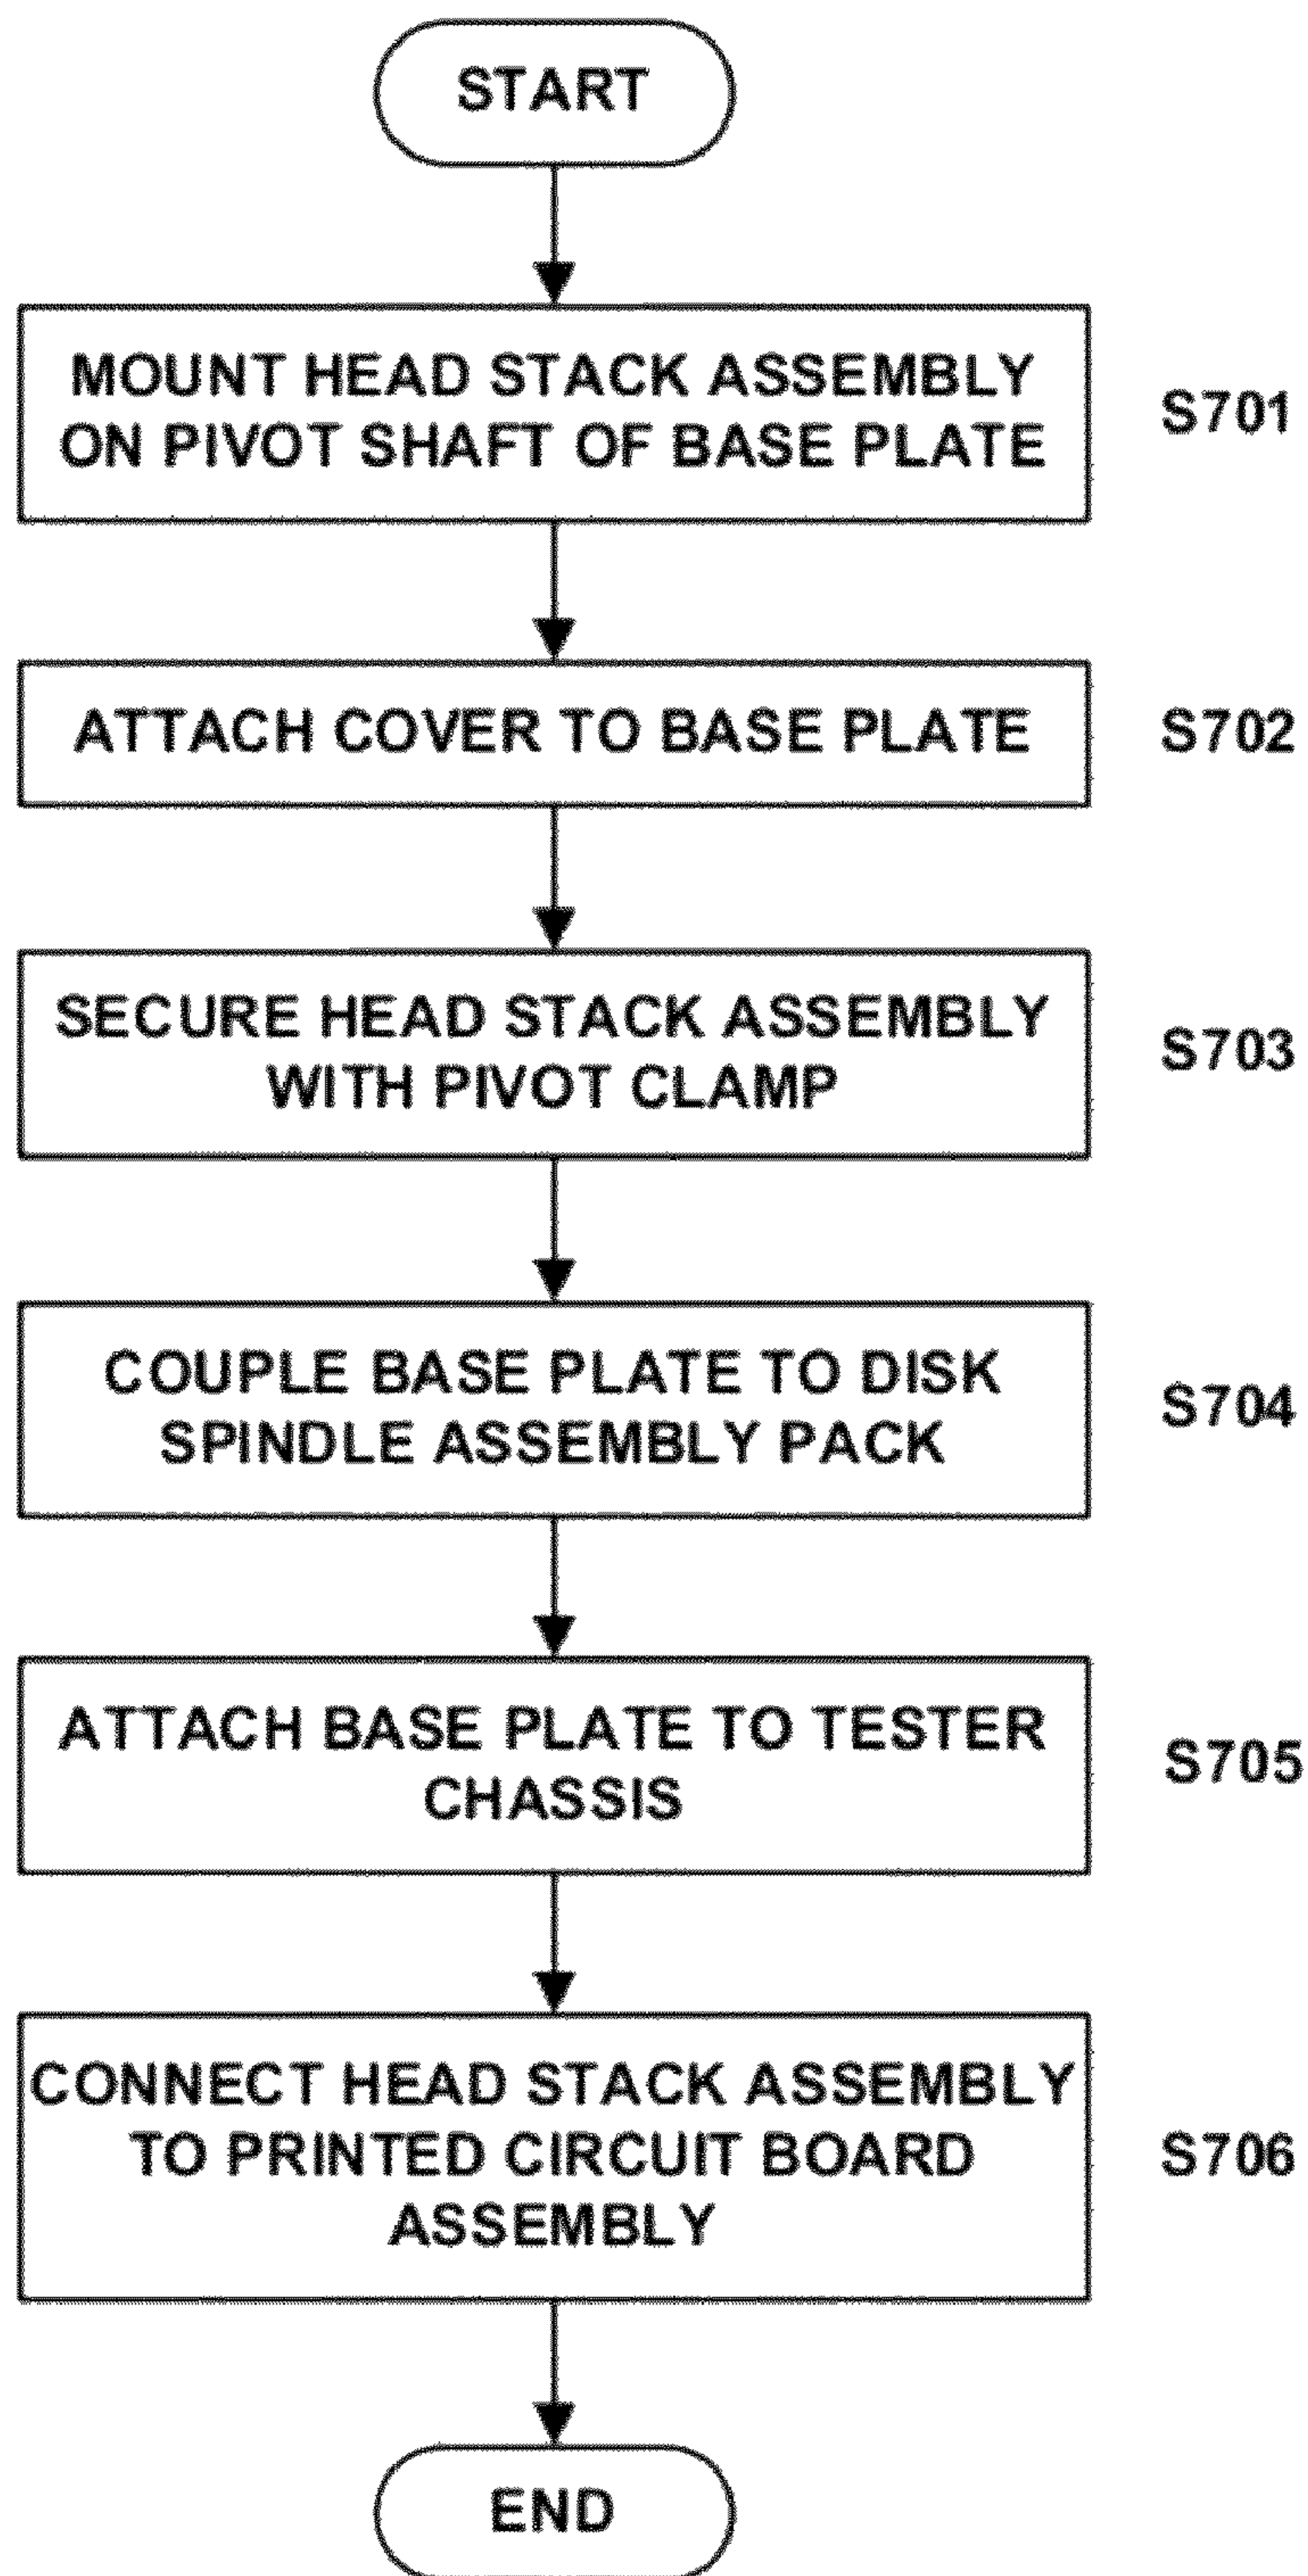 START
MOUNT HEAD STACK ASSEMBLY
ON PIVOT SHAFT OF BASE PLATE
S701
ATTACH COVER TO BASE PLATE
S702
SECURE HEAD STACK ASSEMBLY
WITH PIVOT CLAMP
S703
COUPLE BASE PLATE TO DISK
SPINDLE ASSEMBLY PACK
S704
ATTACH BASE PLATE TO TESTER
CHASSIS
S705
CONNECT HEAD STACK ASSEMBLY
TO PRINTED CIRCUIT BOARD
ASSEMBLY
S706
END